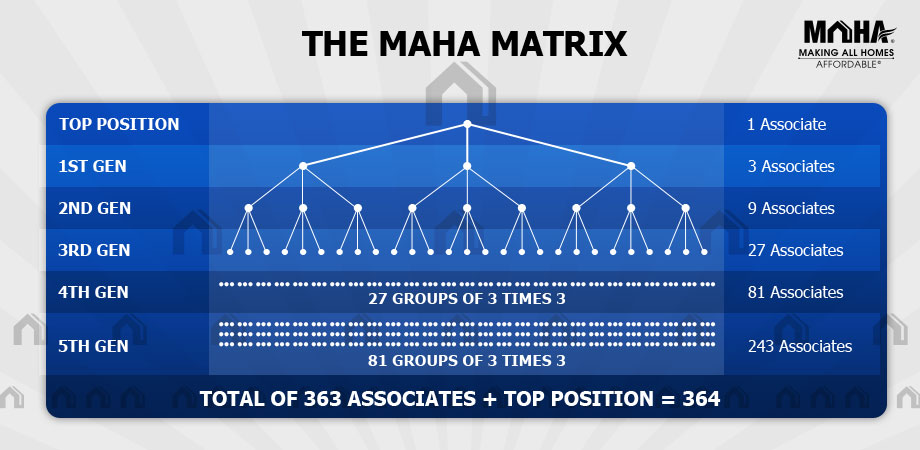 THE MAHA MATRIX
MAHA®
MAKING ALL HOMES
AFFORDABLE®
TOP POSITION 1 Associate
1ST GEN 3 Associates
2ND GEN 9 Associates
3RD GEN 27 Associates
4TH GEN 81 Associates
27 GROUPS OF 3 TIMES 3
5TH GEN 243 Associates
81 GROUPS OF 3 TIMES 3
TOTAL OF 363 ASSOCIATES + TOP POSITION = 364